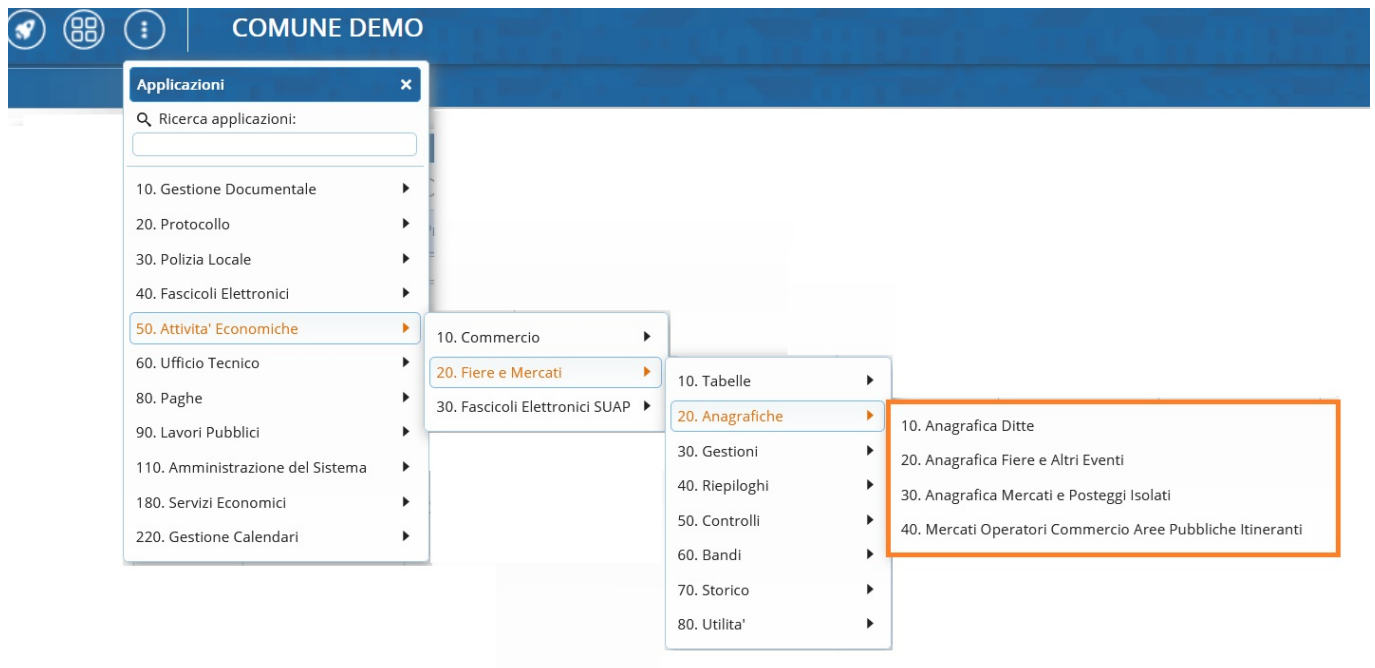 COMUNE DEMO
Applicazioni
Ricerca applicazioni:
10. Gestione Documentale
20. Protocollo
30. Polizia Locale
40. Fascicoli Elettronici
50. Attivita' Economiche
60. Ufficio Tecnico
80. Paghe
90. Lavori Pubblici
110. Amministrazione del Sistema
180. Servizi Economici
220. Gestione Calendari
10. Commercio
20. Fiere e Mercati
30. Fascicoli Elettronici SUAP
10. Tabelle
20. Anagrafiche
30. Gestioni
40. Riepiloghi
50. Controlli
60. Bandi
70. Storico
80. Utilita'
10. Anagrafica Ditte
20. Anagrafica Fiere e Altri Eventi
30. Anagrafica Mercati e Posteggi Isolati
40. Mercati Operatori Commercio Aree Pubbliche Itineranti